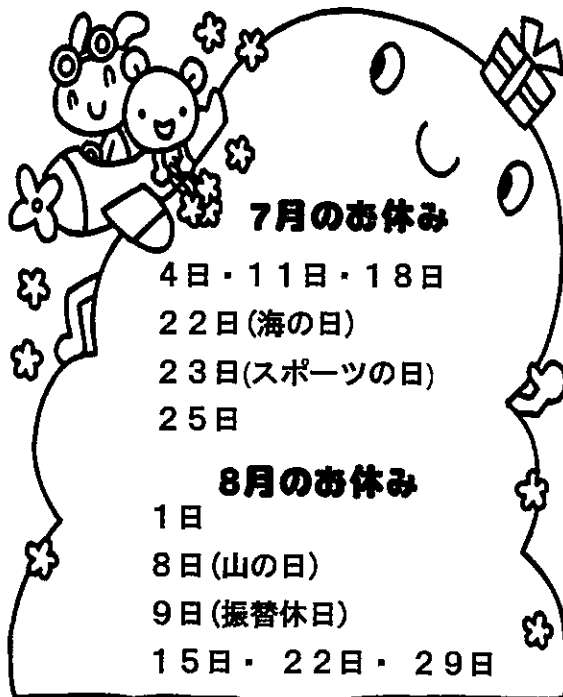 7月のお休み
4日・11日・18日
22日(海の日)
23日(スポーツの日)
25日
8月のお休み
1日
8日(山の日)
9日(振替休日)
15日・ 22日・ 29日